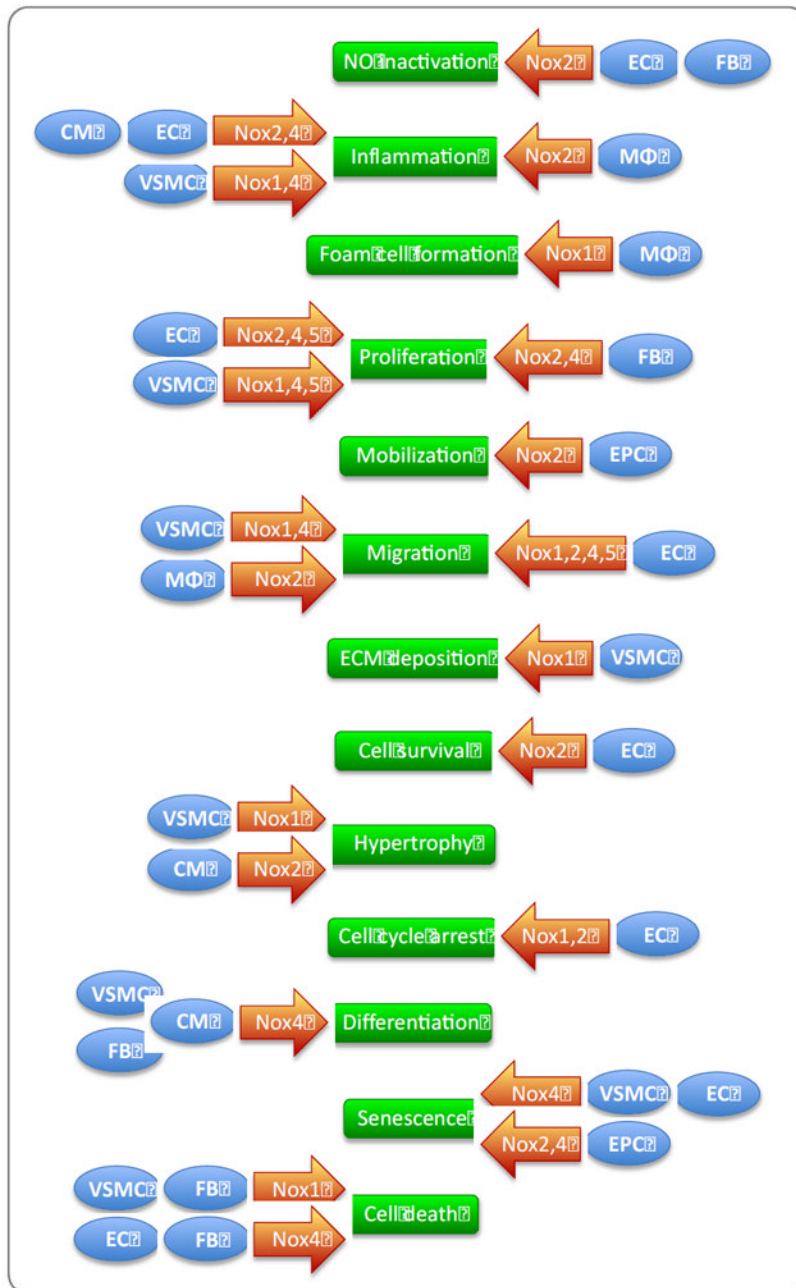 NO inactivation Nox2 EC FB
CM EC Nox2,4
Inflammation Nox2 MΦ
VSMC Nox1,4
Foam cell formation Nox1 MΦ
EC Nox2,4,5
Proliferation Nox2,4 FB
VSMC Nox1,4,5
Mobilization Nox2 EPC
VSMC Nox1,4
Migration Nox1,2,4,5 EC
MΦ Nox2
ECM deposition Nox1 VSMC
Cell survival Nox2 EC
VSMC Nox1
Hypertrophy
CM Nox2
Cell cycle arrest Nox1,2 EC
VSMC
CM Nox4 Differentiation
FB
Nox4 VSMC EC
Senescence
Nox2,4 EPC
VSMC FB Nox1
Cell death
EC FB Nox4